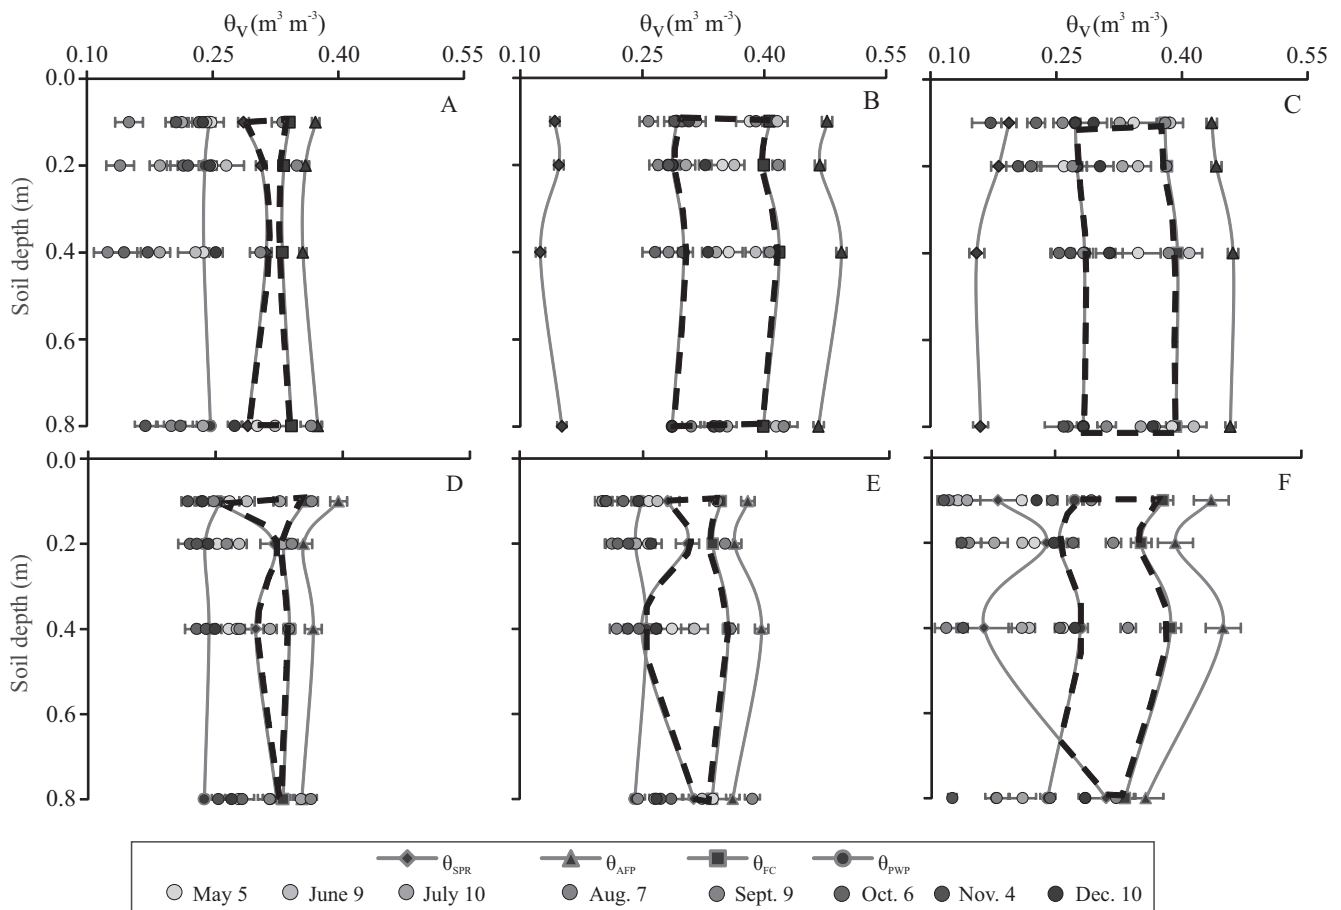 θV(m³ m⁻³) θV(m³ m⁻³) θV(m³ m⁻³)
0.10 0.25 0.40 0.55 0.10 0.25 0.40 0.55 0.10 0.25 0.40 0.55
0.0
A B C
0.2
0.4
0.6
0.8
Soil depth (m)
0.0
D E F
0.2
0.4
0.6
0.8
Soil depth (m)
θSPR θAFP θFC θPWP
May 5 June 9 July 10 Aug. 7 Sept. 9 Oct. 6 Nov. 4 Dec. 10